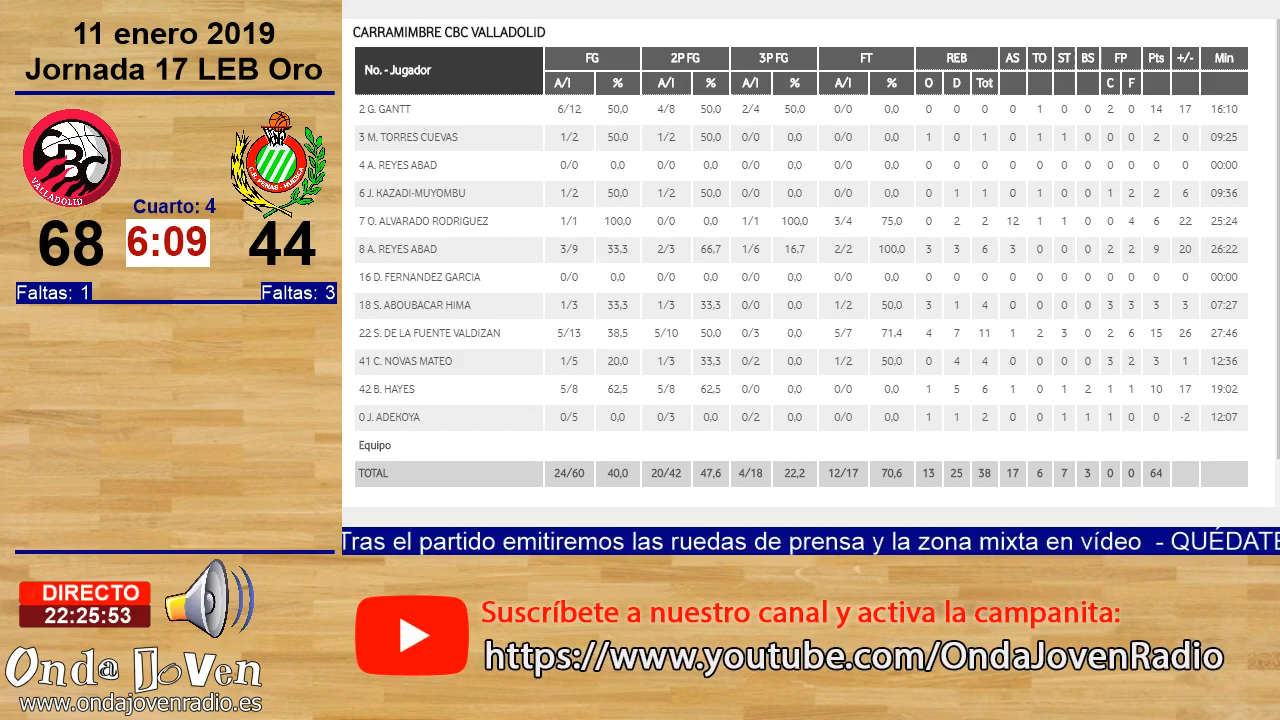 11 enero 2019
Jornada 17 LEB Oro
CBC
VALLADOLID
C.B. PEÑAS - HUESCA
Cuarto: 4
68 6:09 44
Faltas: 1 Faltas: 3
CARRAMIMBRE CBC VALLADOLID
No. - Jugador FG 2P FG 3P FG FT REB AS TO ST BS FP Pts +/- Min
A/I % A/I % A/I % A/I % O D Tot C F
2 G. GANTT 6/12 50,0 4/8 50,0 2/4 50,0 0/0 0,0 0 0 0 0 1 0 0 2 0 14 17 16:10
3 M. TORRES CUEVAS 1/2 50,0 1/2 50,0 0/0 0,0 0/0 0,0 1 0 1 0 1 1 0 0 0 2 0 09:25
4 A. REYES ABAD 0/0 0,0 0/0 0,0 0/0 0,0 0/0 0,0 0 0 0 0 0 0 0 0 0 0 0 00:00
6 J. KAZADI-MUYOMBU 1/2 50,0 1/2 50,0 0/0 0,0 0/0 0,0 0 1 1 0 1 0 0 1 2 2 6 09:36
7 O. ALVARADO RODRIGUEZ 1/1 100,0 0/0 0,0 1/1 100,0 5/4 75,0 0 2 2 12 1 1 0 0 4 6 22 25:24
8 A. REYES ABAD 3/9 33,3 2/3 66,7 1/6 16,7 2/2 100,0 3 3 6 3 0 0 0 2 2 9 20 26:22
16 D. FERNANDEZ GARCIA 0/0 0,0 0/0 0,0 0/0 0,0 0/0 0,0 0 0 0 0 0 0 0 0 0 0 0 00:00
18 S. ABOUBACAR HIMA 1/3 33,3 1/3 33,3 0/0 0,0 1/2 50,0 3 1 4 0 0 0 0 3 3 3 3 07:27
22 S. DE LA FUENTE VALDIZAN 5/13 38,5 5/10 50,0 0/3 0,0 5/7 71,4 4 7 11 1 2 3 0 2 6 15 26 27:46
41 C. NOVAS MATEO 1/5 20,0 1/3 33,3 0/2 0,0 1/2 50,0 0 4 4 0 0 0 0 3 2 3 1 12:36
42 B. HAYES 5/8 62,5 5/8 62,5 0/0 0,0 0/0 0,0 1 5 6 1 0 1 2 1 1 10 17 19:02
0 J. ADEKOYA 0/5 0,0 0/3 0,0 0/2 0,0 0/0 0,0 1 1 2 0 0 1 1 1 0 0 -2 12:07
Equipo
TOTAL 24/60 40,0 20/42 47,6 4/18 22,2 12/17 70,6 13 25 38 17 6 7 3 0 0 64
Tras el partido emitiremos las ruedas de prensa y la zona mixta en vídeo - QUÉDATE
DIRECTO
22:25:53
Onda JoVen
www.ondajovenradio.es
Suscríbete a nuestro canal y activa la campanita:
https://www.youtube.com/OndaJovenRadio